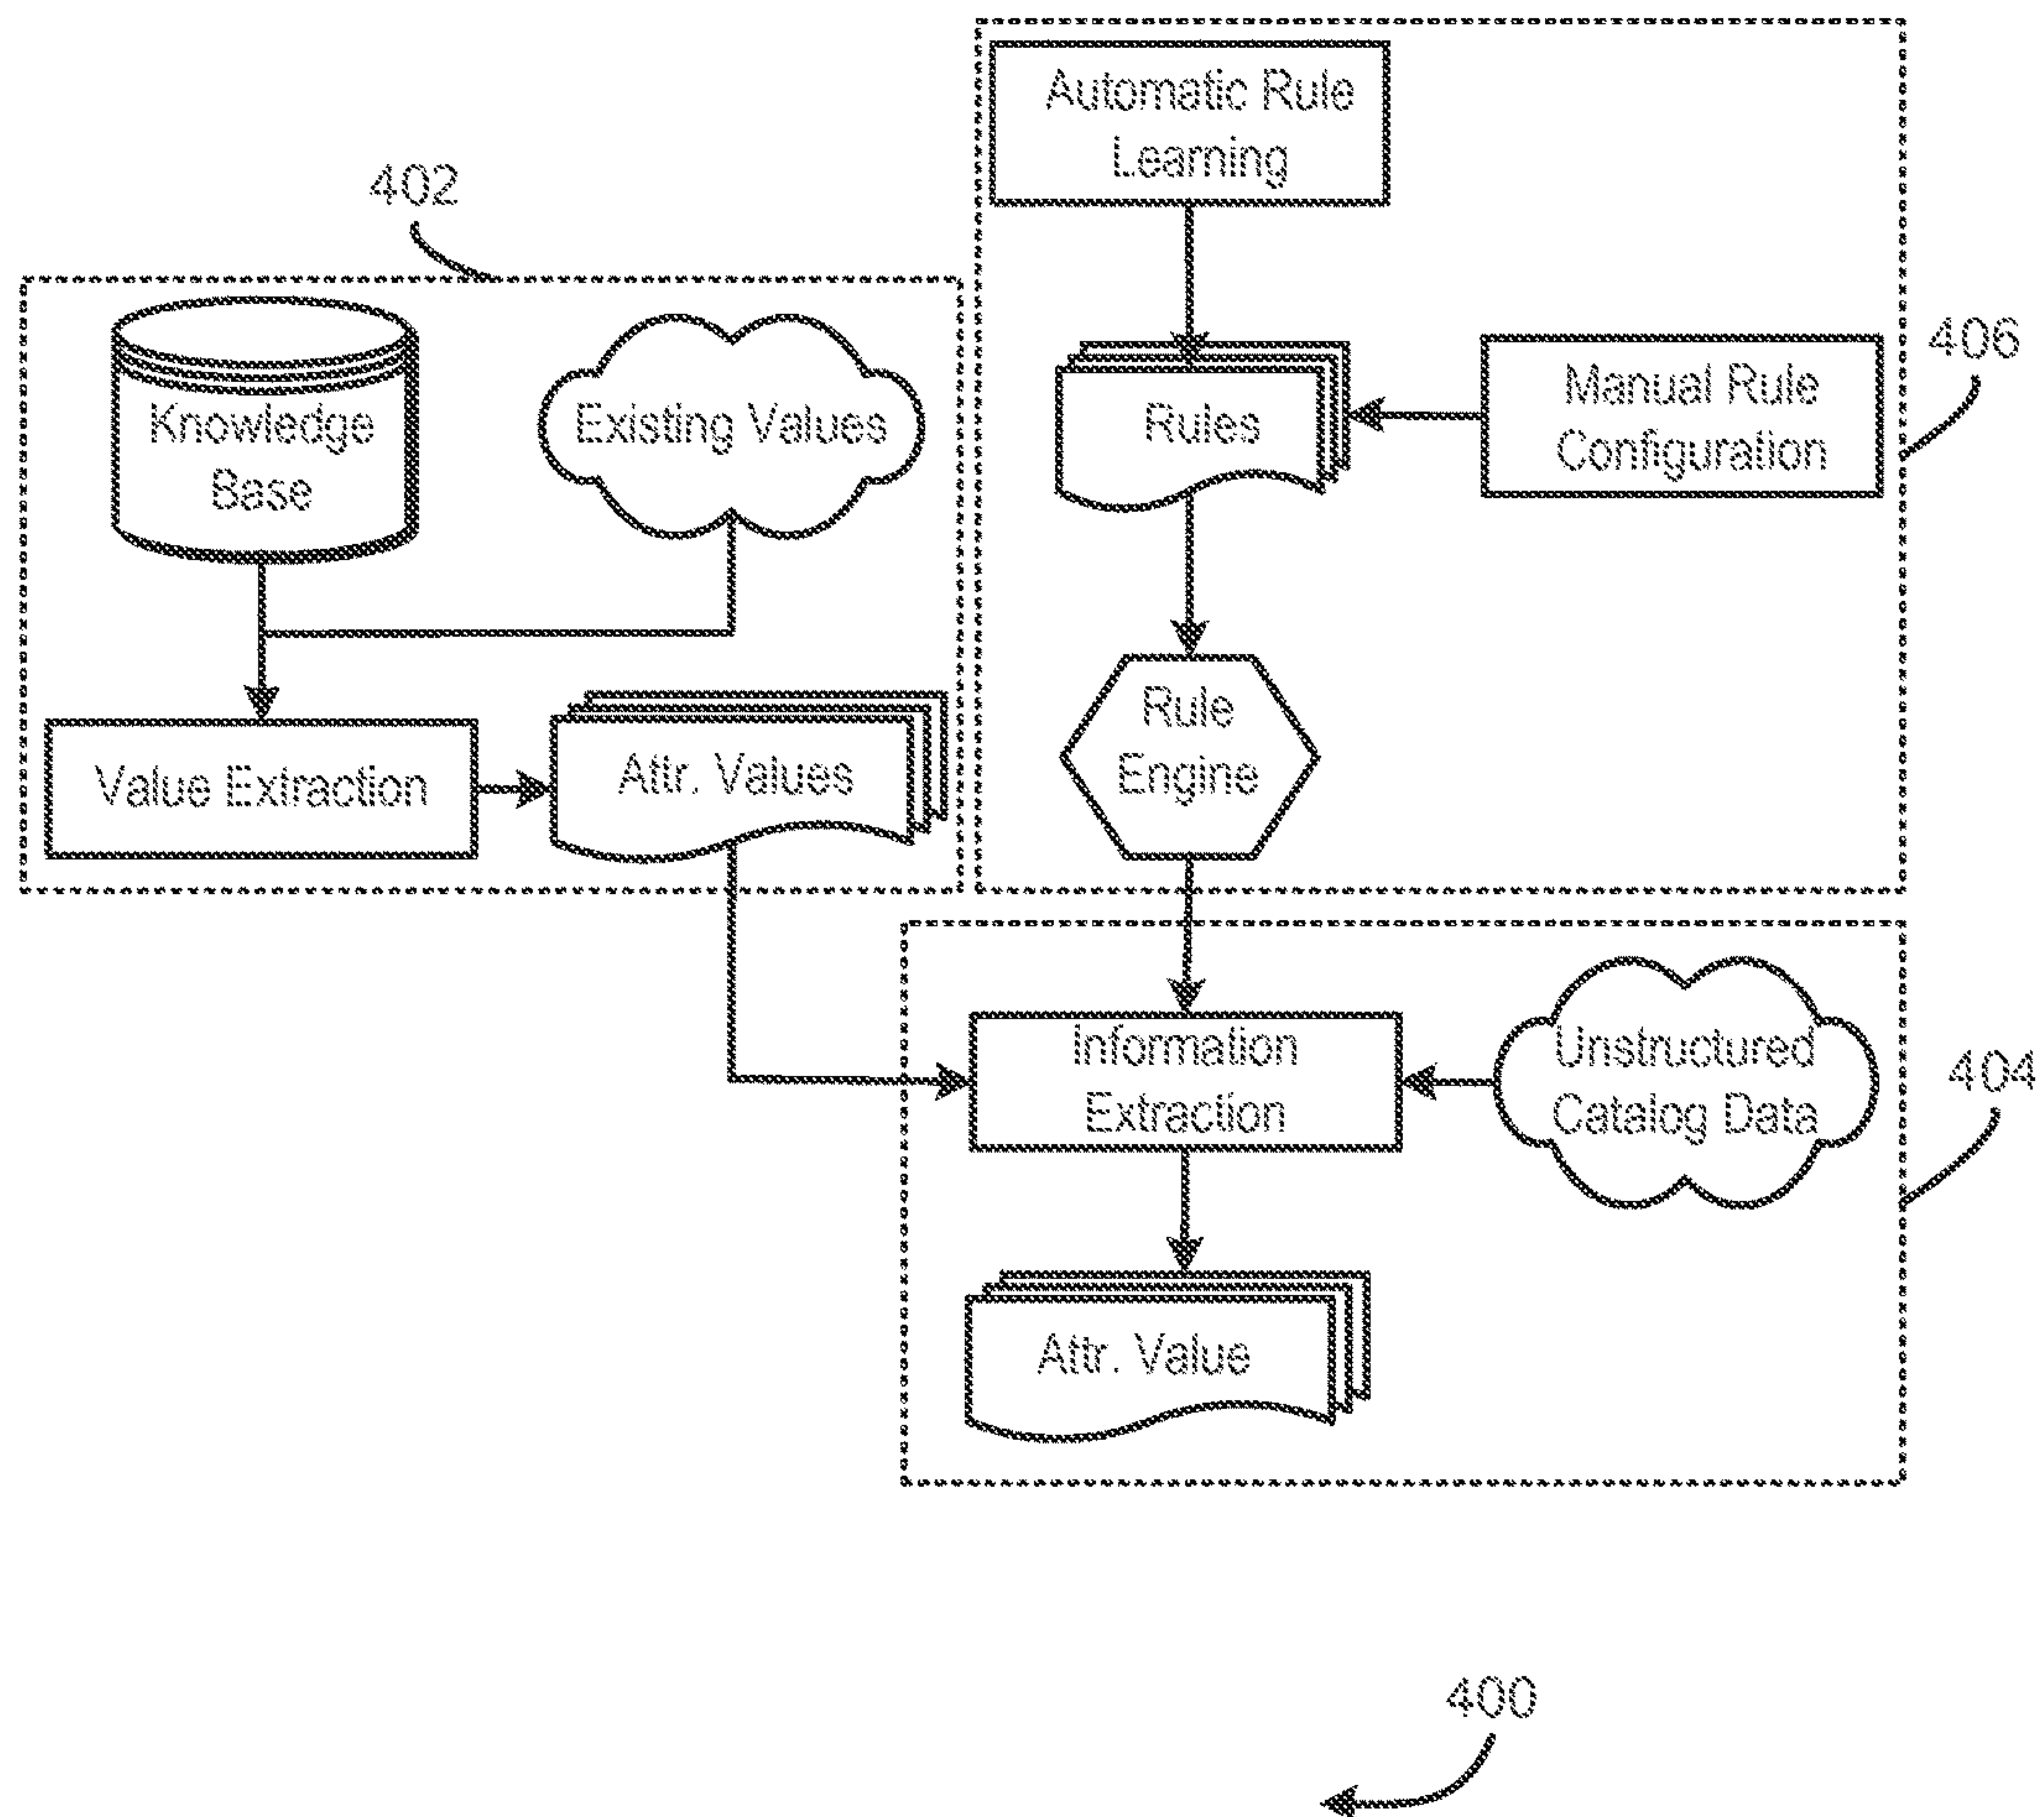 Automatic Rule
Learning
402
406
Knowledge
Base
Existing Values
Rules
Manual Rule
Configuration
Rule
Engine
Value Extraction
Attr. Values
Information
Extraction
Unstructured
Catalog Data
404
Attr. Value
400